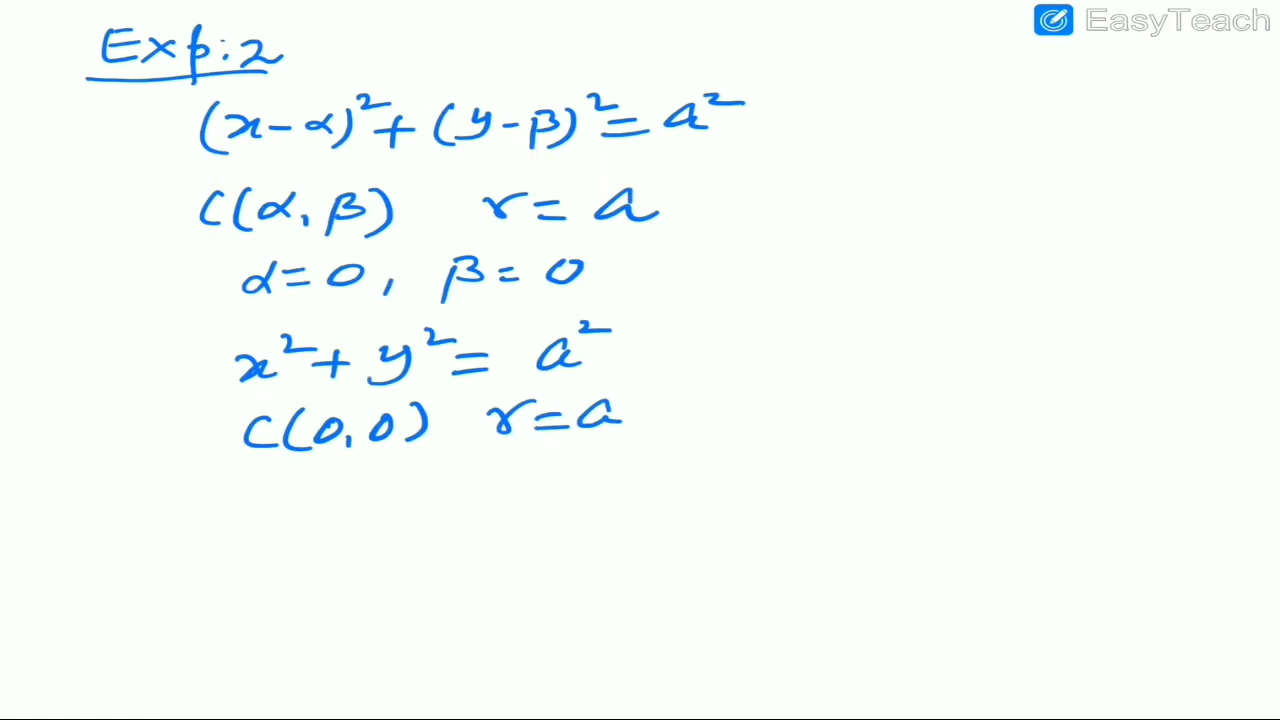 EasyTeach
Exp:2
(x-α)²+(y-β)²=a²
C(α,β) r=a
α=0, β=0
x²+y²=a²
C(0,0) r=a